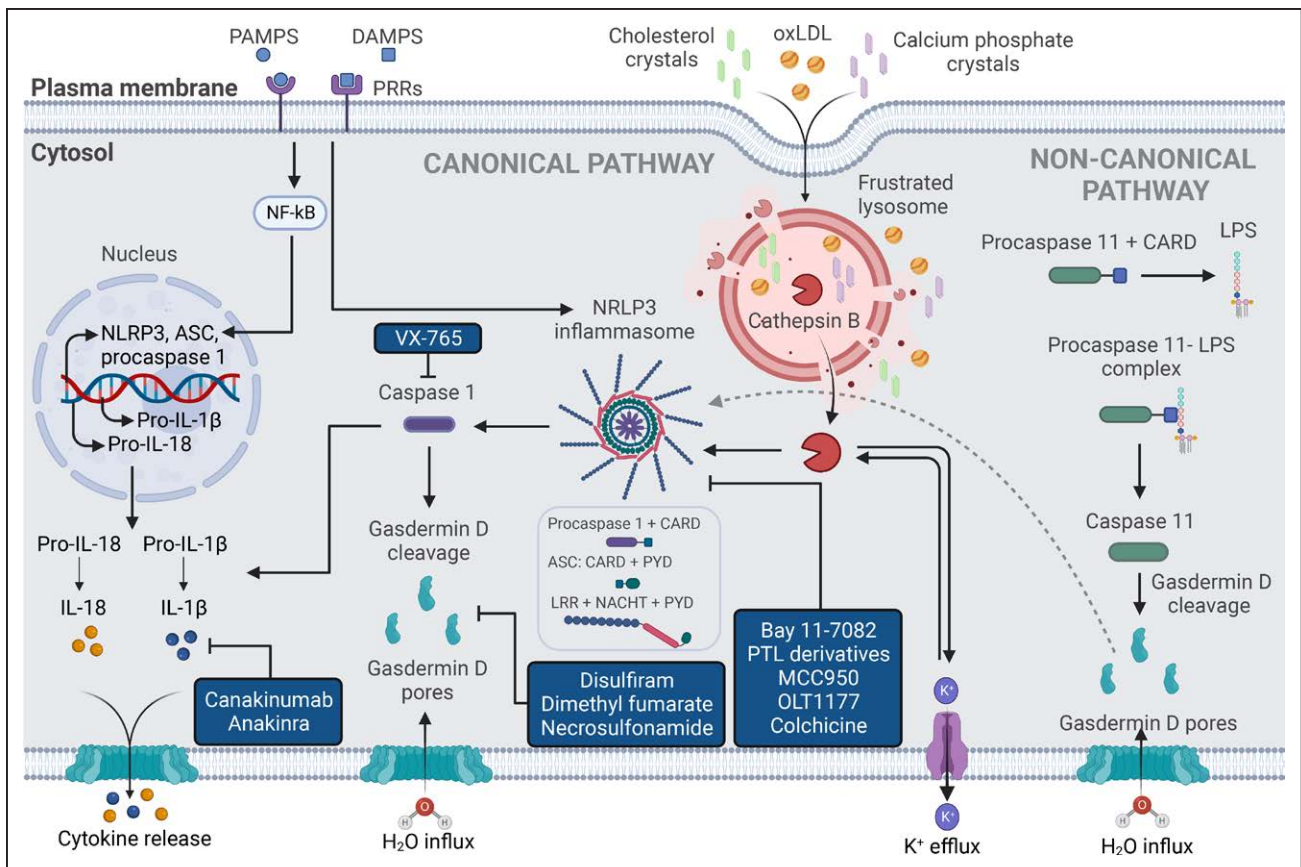 PAMPS
DAMPS
PRRs
Plasma membrane
Cytosol
Cholesterol
crystals
oxLDL
Calcium phosphate
crystals
CANONICAL PATHWAY
NON-CANONICAL
PATHWAY
NF-kB
Nucleus
NLRP3, ASC,
procaspase 1
Pro-IL-1β
Pro-IL-18
Pro-IL-18
Pro-IL-1β
IL-18
IL-1β
Canakinumab
Anakinra
Cytokine release
VX-765
Caspase 1
Gasdermin D
cleavage
Gasdermin D
pores
O
H
H
H₂O influx
NRLP3
inflammasome
Procaspase 1 + CARD
ASC: CARD + PYD
LRR + NACHT + PYD
Disulfiram
Dimethyl fumarate
Necrosulfonamide
Frustrated
lysosome
Cathepsin B
Bay 11-7082
PTL derivatives
MCC950
OLT1177
Colchicine
K⁺
K⁺
K⁺ efflux
Procaspase 11 + CARD
LPS
Procaspase 11- LPS
complex
Caspase 11
Gasdermin D
cleavage
Gasdermin D pores
O
H
H
H₂O influx